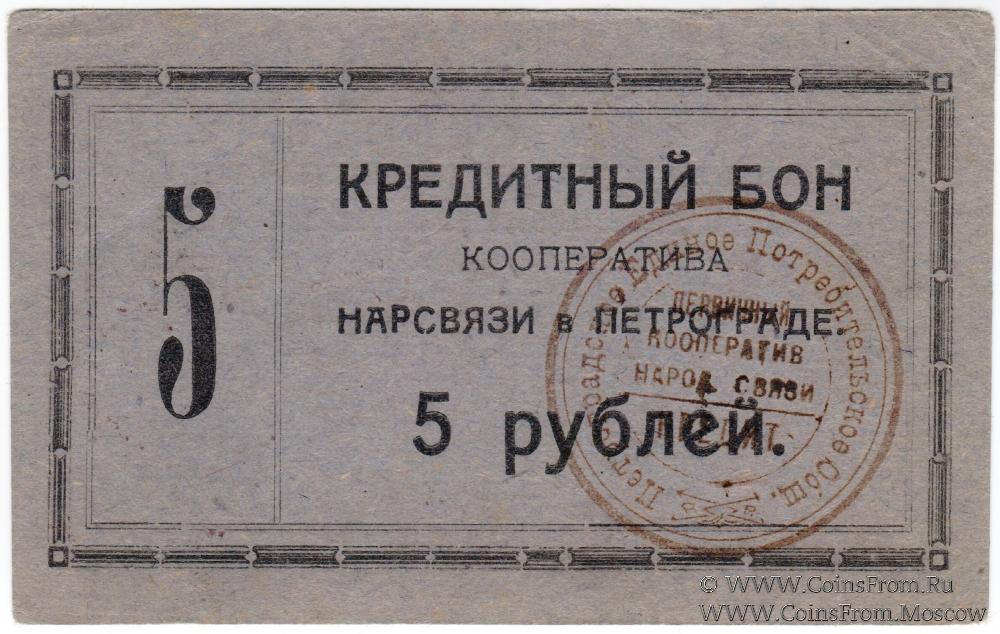 5
КРЕДИТНЫЙ БОН
КООПЕРАТИВА
НАРСВЯЗИ в ПЕТРОГРАДЕ.
5 рублей.
Петроградское Единое Потребительское Общ.
ПЕРВИЧНЫЙ
КООПЕРАТИВ
НАРОД. СВЯЗИ
КРЕДИТ.
© WWW.CoinsFrom.Ru
WWW.CoinsFrom.Moscow